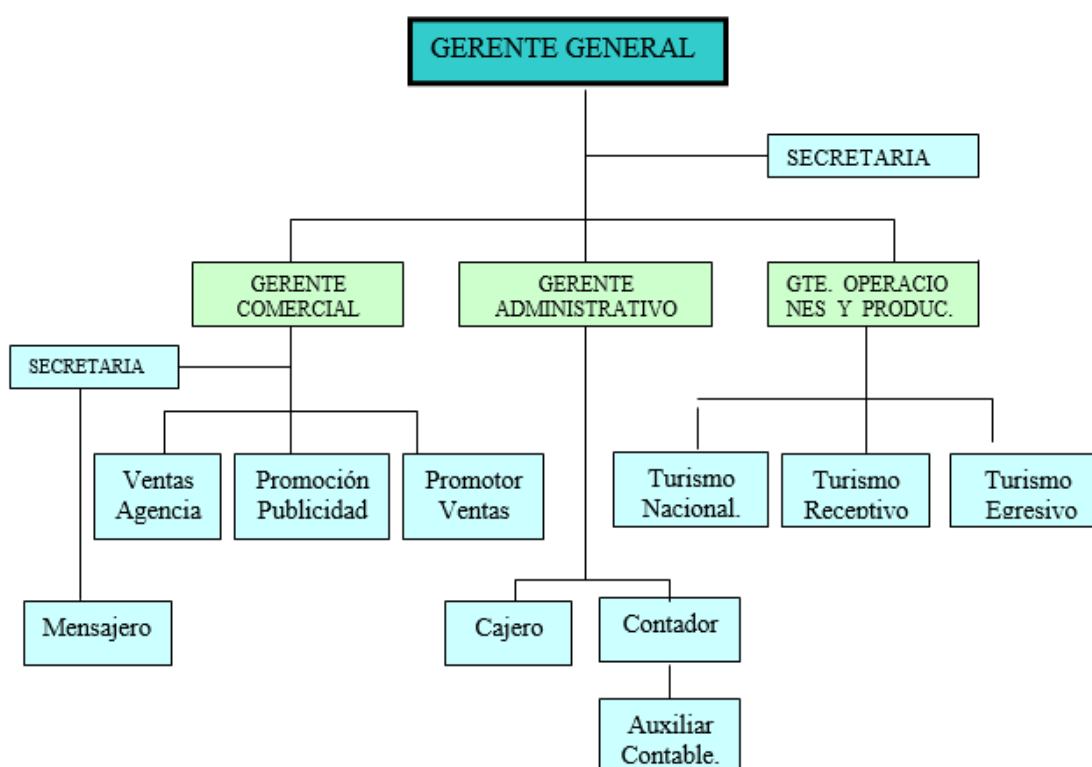 GERENTE GENERAL
SECRETARIA
GERENTE
COMERCIAL
GERENTE
ADMINISTRATIVO
GTE. OPERACIO
NES Y PRODUC.
SECRETARIA
Ventas
Agencia
Promoción
Publicidad
Promotor
Ventas
Turismo
Nacional.
Turismo
Receptivo
Turismo
Egresivo
Mensajero
Cajero
Contador
Auxiliar
Contable.